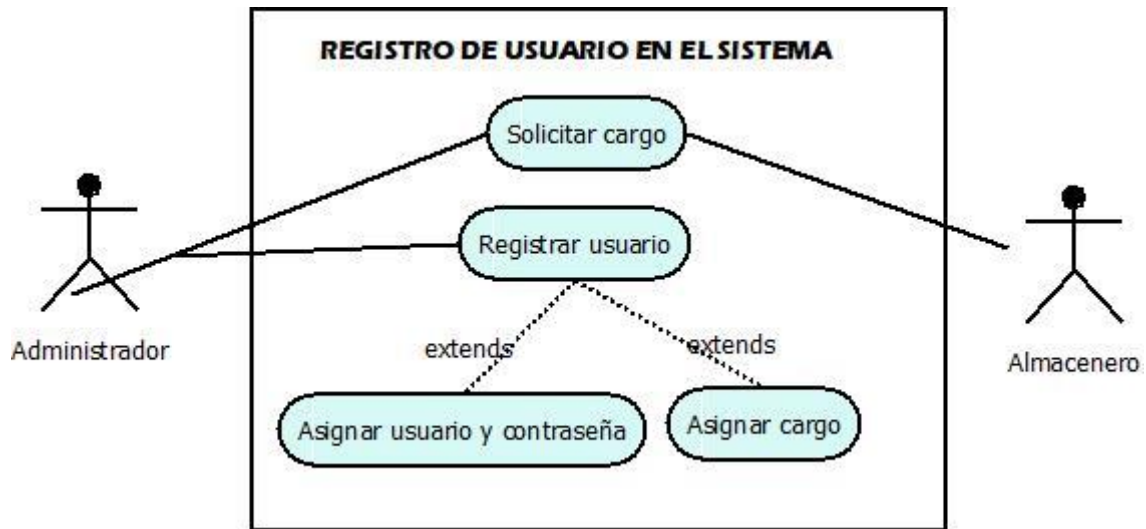 REGISTRO DE USUARIO EN EL SISTEMA
Solicitar cargo
Registrar usuario
Administrador
extends
extends
Almacenero
Asignar usuario y contraseña
Asignar cargo